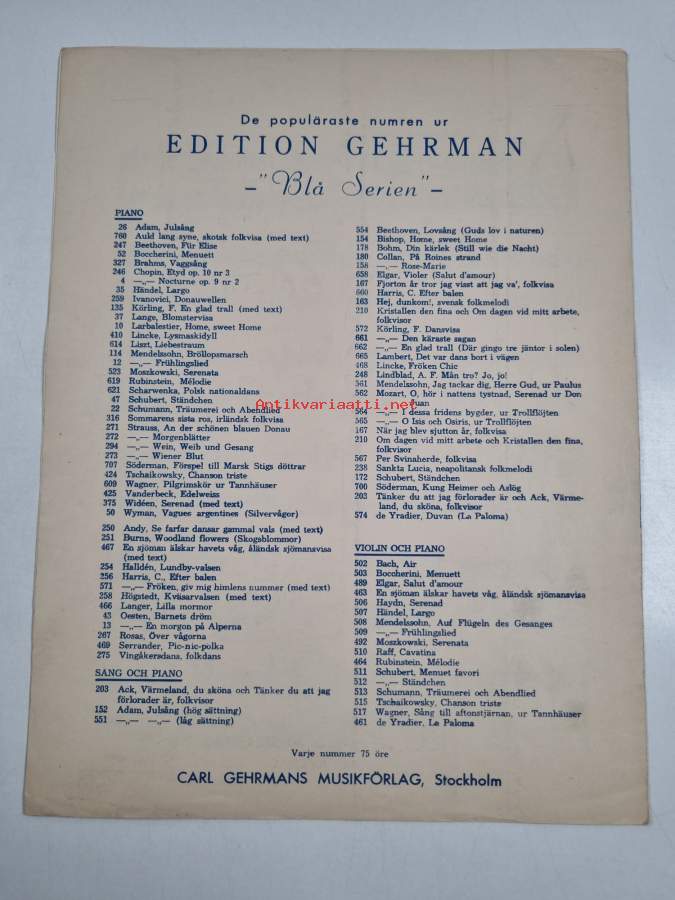 De populäraste numren ur
EDITION GEHRMAN
-"Blå Serien"-
PIANO
26 Adam, Julsång
760 Auld lang syne, skotsk folkvisa (med text)
247 Beethoven, Für Elise
52 Boccherini, Menuett
327 Brahms, Vaggsång
246 Chopin, Etyd op. 10 nr 3
4 —„— Nocturne op. 9 nr 2
35 Händel, Largo
259 Ivanovici, Donauwellen
135 Körling, F. En glad trall (med text)
37 Lange, Blomstervisa
10 Larbalestier, Home, sweet Home
410 Lincke, Lysmaskidyll
614 Liszt, Liebestraum
114 Mendelssohn, Bröllopsmarsch
12 —„— Frühlingslied
523 Moszkowski, Serenata
619 Rubinstein, Mélodie
621 Scharwenka, Polsk nationaldans
47 Schubert, Ständchen
22 Schumann, Träumerei och Abendlied
316 Sommarens sista ros, irländsk folkvisa
271 Strauss, An der schönen blauen Donau
272 —„— Morgenblätter
294 —„— Wein, Weib und Gesang
273 —„— Wiener Blut
707 Söderman, Förspel till Marsk Stigs döttrar
424 Tschaikowsky, Chanson triste
609 Wagner, Pilgrimskör ur Tannhäuser
425 Vanderbeck, Edelweiss
375 Widéen, Serenad (med text)
50 Wyman, Vagues argentines (Silvervågor)
250 Andy, Se farfar dansar gammal vals (med text)
251 Burns, Woodland flowers (Skogsblommor)
467 En sjöman älskar havets våg, åländsk sjömansvisa
(med text)
254 Halldén, Lundby-valsen
256 Harris, C., Efter balen
571 —„— Fröken, giv mig himlens nummer (med text)
258 Högstedt, Kväsarvalsen (med text)
466 Langer, Lilla mormor
43 Oesten, Barnets dröm
13 —„— En morgon på Alperna
267 Rosas, Över vågorna
469 Serrander, Pic-nic-polka
275 Vingåkersdans, folkdans
SÅNG OCH PIANO
203 Ack, Värmeland, du sköna och Tänker du att jag
förlorader är, folkvisor
152 Adam, Julsång (hög sättning)
551 —„— —„— (låg sättning)
554 Beethoven, Lovsång (Guds lov i naturen)
154 Bishop, Home, sweet Home
178 Bohm, Din kärlek (Still wie die Nacht)
180 Collan, På Roines strand
158 —„— Rose-Marie
658 Elgar, Violer (Salut d'amour)
167 Fjorton år tror jag visst att jag va', folkvisa
660 Harris, C. Efter balen
163 Hej, dunkom!, svensk folkmelodi
210 Kristallen den fina och Om dagen vid mitt arbete,
folkvisor
572 Körling, F. Dansvisa
661 —„— Den käraste sagan
662 —„— En glad trall (Där gingo tre jäntor i solen)
665 Lambert, Det var dans bort i vägen
468 Lincke, Fröken Chic
248 Lindblad, A. F. Mån tro? Jo, jo!
561 Mendelssohn, Jag tackar dig, Herre Gud, ur Paulus
562 Mozart, O, hör i nattens tystnad, Serenad ur Don
Juan
564 —„— I dessa fridens bygder, ur Trollflöjten
565 —„— O Isis och Osiris, ur Trollflöjten
167 När jag blev sjutton år, folkvisa
210 Om dagen vid mitt arbete och Kristallen den fina,
folkvisor
567 Per Svinaherde, folkvisa
238 Sankta Lucia, neapolitansk folkmelodi
172 Schubert, Ständchen
700 Söderman, Kung Heimer och Aslög
203 Tänker du att jag förlorader är och Ack, Värme-
land, du sköna, folkvisor
574 de Yradier, Duvan (La Paloma)
VIOLIN OCH PIANO
502 Bach, Air
503 Boccherini, Menuett
489 Elgar, Salut d'amour
463 En sjöman älskar havets våg, åländsk sjömansvisa
506 Haydn, Serenad
507 Händel, Largo
508 Mendelssohn, Auf Flügeln des Gesanges
509 —„— Frühlingslied
492 Moszkowski, Serenata
510 Raff, Cavatina
464 Rubinstein, Mélodie
511 Schubert, Menuet favori
512 —„— Ständchen
513 Schumann, Träumerei och Abendlied
515 Tschaikowsky, Chanson triste
517 Wagner, Sång till aftonstjärnan, ur Tannhäuser
461 de Yradier, La Paloma
Varje nummer 75 öre
CARL GEHRMANS MUSIKFÖRLAG, Stockholm
Antikvariaatti.net